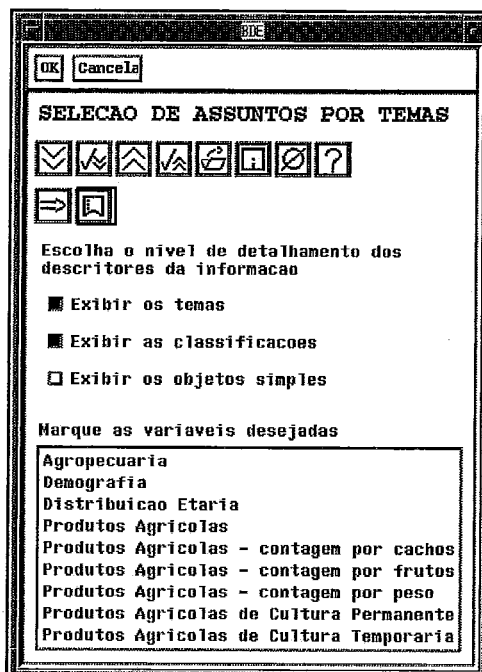 BDE
OK Cancela
SELECAO DE ASSUNTOS POR TEMAS
Escolha o nivel de detalhamento dos
descritores da informacao
Exibir os temas
Exibir as classificacoes
Exibir os objetos simples
Marque as variaveis desejadas
Agropecuaria
Demografia
Distribuicao Etaria
Produtos Agricolas
Produtos Agricolas - contagem por cachos
Produtos Agricolas - contagem por frutos
Produtos Agricolas - contagem por peso
Produtos Agricolas de Cultura Permanente
Produtos Agricolas de Cultura Temporaria